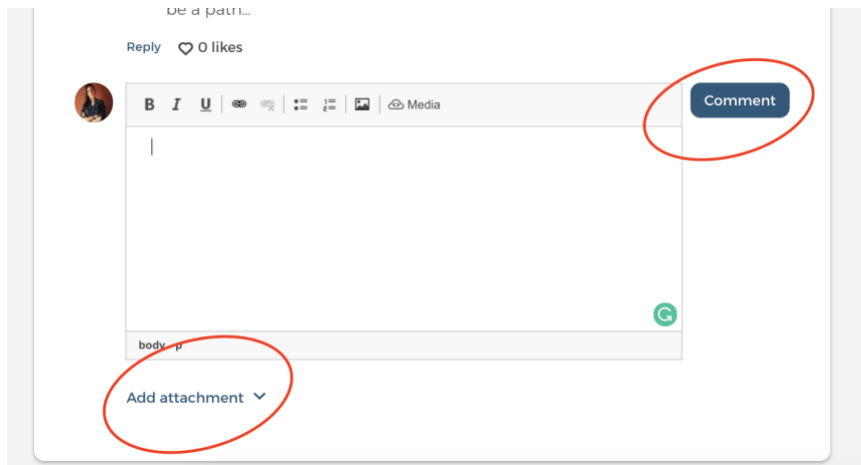 be a path...
Reply 0 likes
B I U Media
Comment
body p
Add attachment